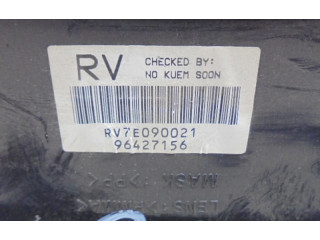 RV CHECKED BY:
NO KUEM SOON
RV7E090021
96427156